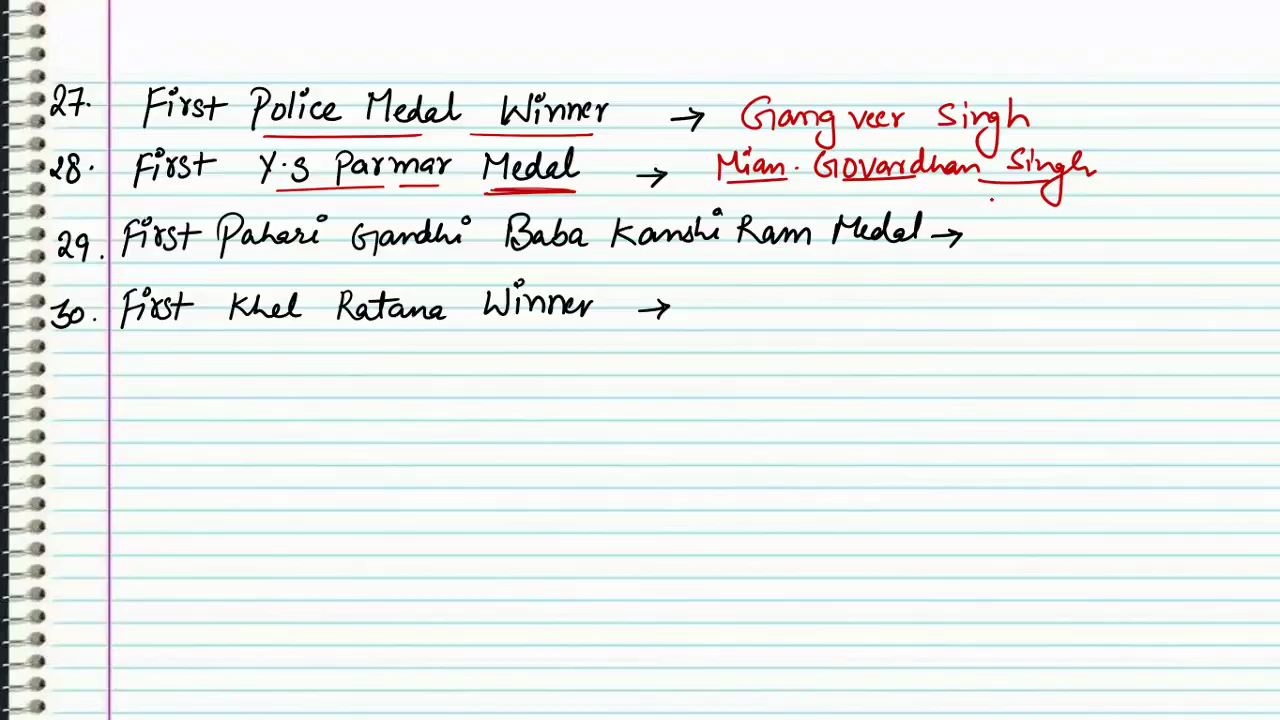 27. First Police Medal Winner → Gang veer Singh
28. First Y.S Parmar Medal → Mian. Govardhan Singh
29. First Pahari Gandhi Baba Kanshi Ram Medal →
30. First Khel Ratana Winner →